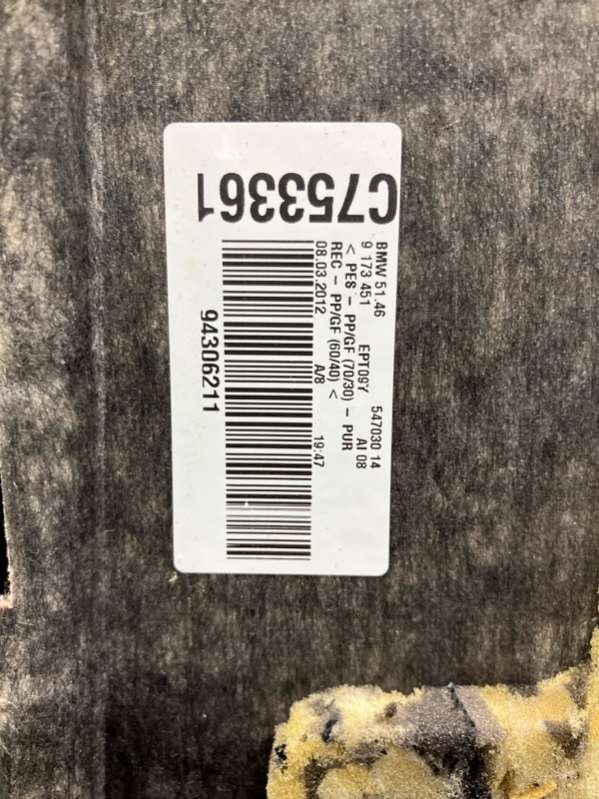 C753361
BMW 51.46 547030 14
9 173 451 EPT09Y AI 08
< PES - PP/GF (70/30) - PUR
REC - PP/GF (60/40) <
08.03.2012 A/8 19:47
94306211